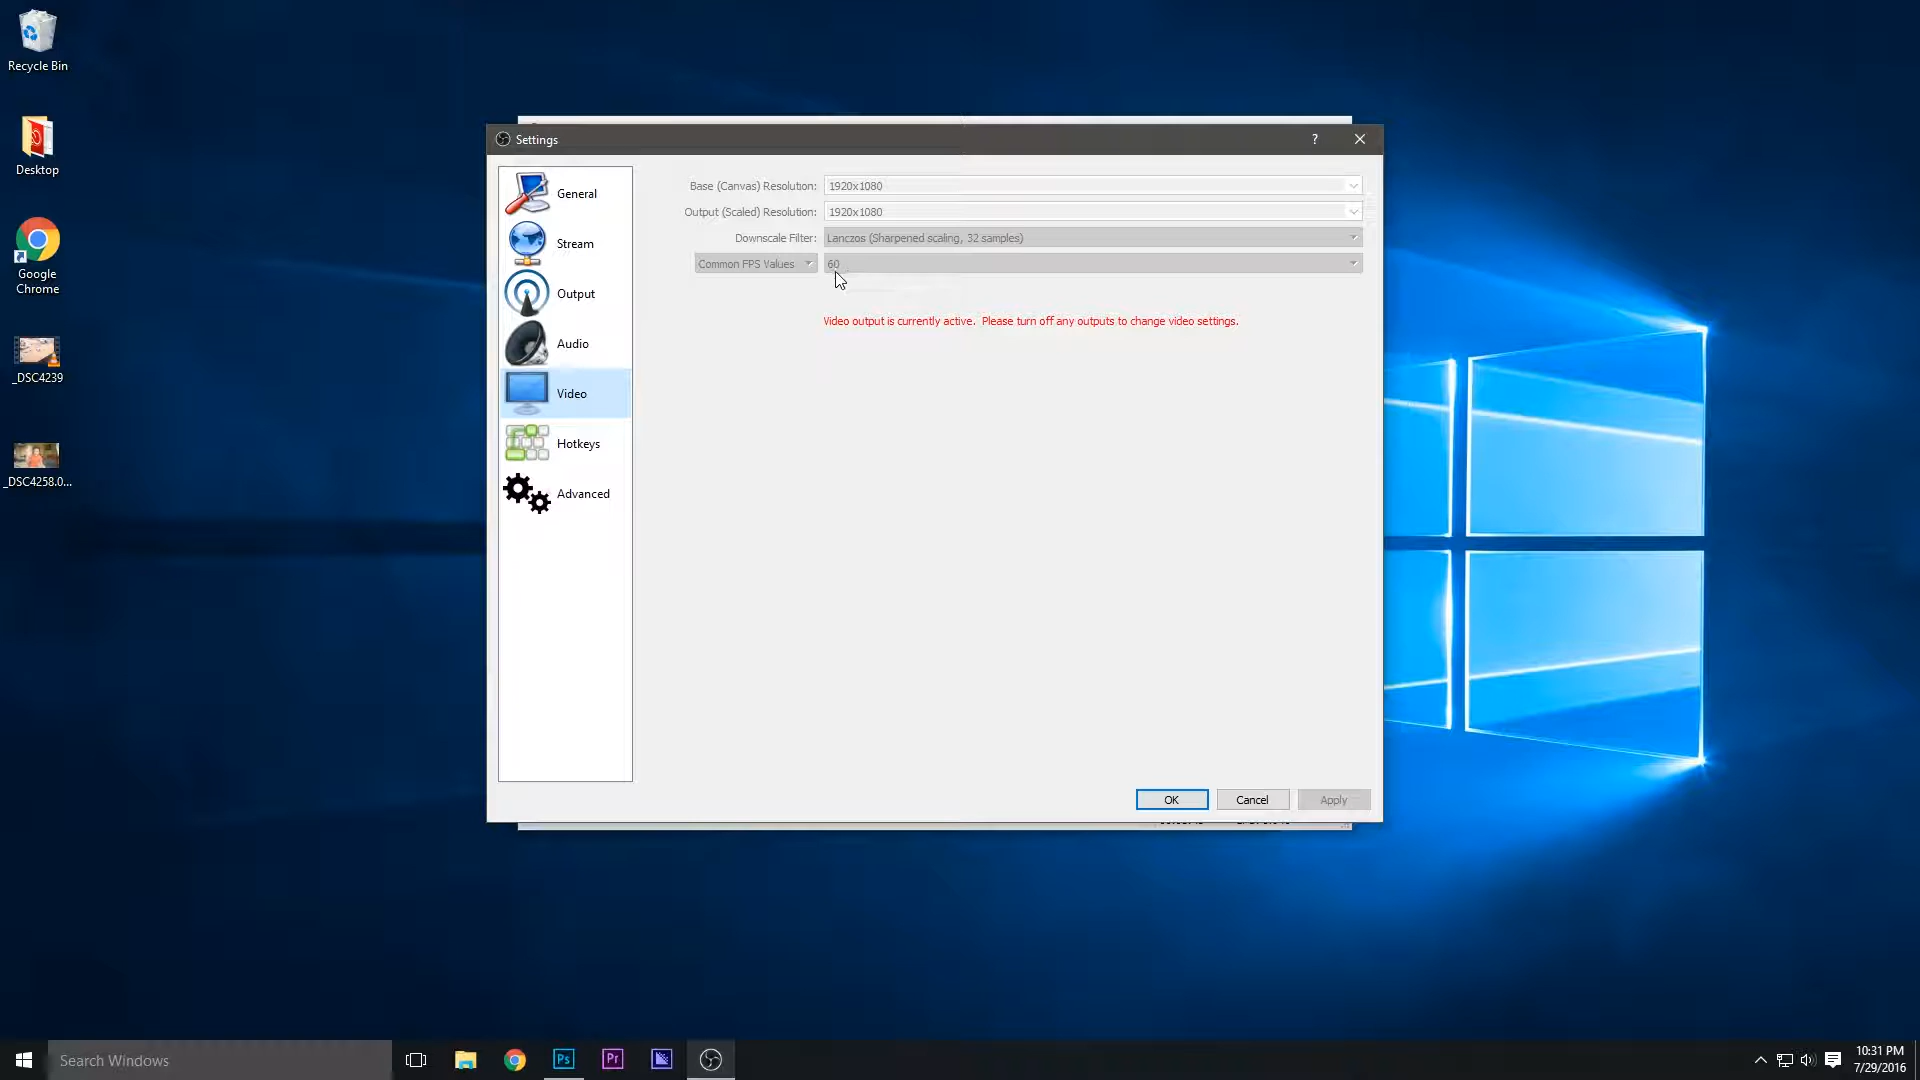 Recycle Bin
Desktop
Google
Chrome
_DSC4239
_DSC4258.0...
Settings
?
General
Stream
Output
Audio
Video
Hotkeys
Advanced
Base (Canvas) Resolution: 1920x1080
Output (Scaled) Resolution: 1920x1080
Downscale Filter: Lanczos (Sharpened scaling, 32 samples)
Common FPS Values 60
Video output is currently active. Please turn off any outputs to change video settings.
OK Cancel Apply
Search Windows
Ps
Pr
10:31 PM
7/29/2016